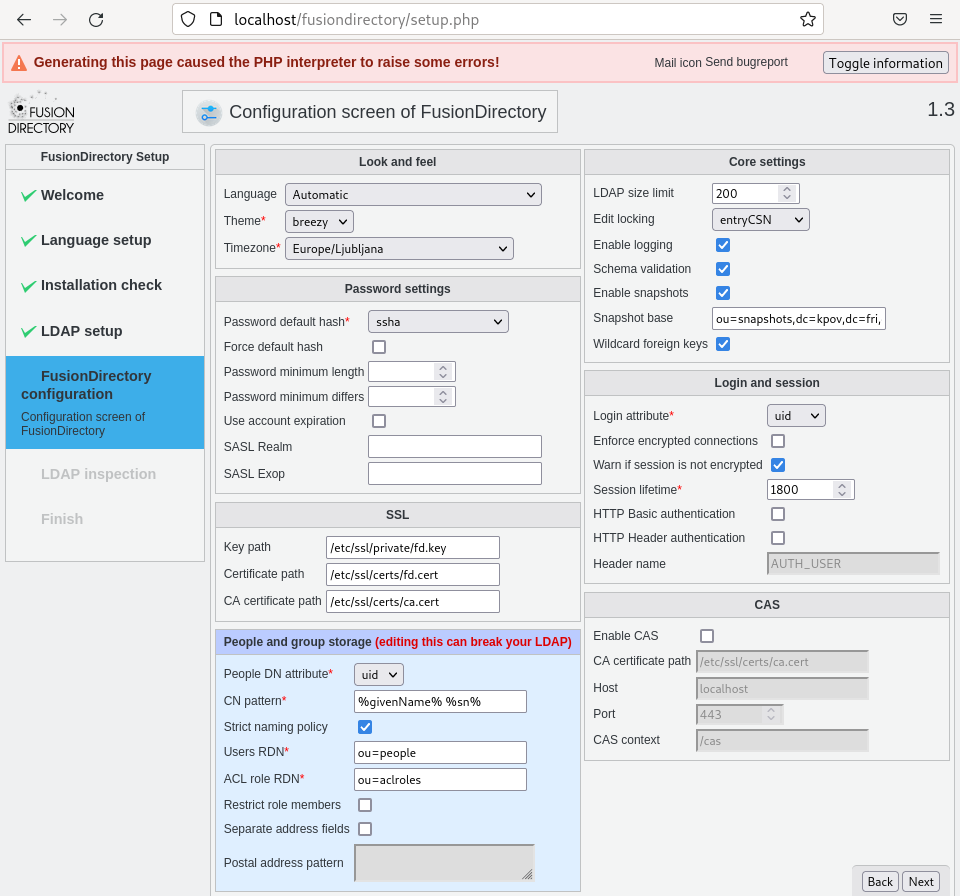 localhost/fusiondirectory/setup.php
Generating this page caused the PHP interpreter to raise some errors!
Mail icon Send bugreport
Toggle information
FUSION
DIRECTORY
Configuration screen of FusionDirectory
1.3
FusionDirectory Setup
Welcome
Language setup
Installation check
LDAP setup
FusionDirectory
configuration
Configuration screen of
FusionDirectory
LDAP inspection
Finish
Look and feel
Language Automatic
Theme* breezy
Timezone* Europe/Ljubljana
Password settings
Password default hash* ssha
Force default hash
Password minimum length
Password minimum differs
Use account expiration
SASL Realm
SASL Exop
SSL
Key path /etc/ssl/private/fd.key
Certificate path /etc/ssl/certs/fd.cert
CA certificate path /etc/ssl/certs/ca.cert
People and group storage (editing this can break your LDAP)
People DN attribute* uid
CN pattern* %givenName% %sn%
Strict naming policy
Users RDN* ou=people
ACL role RDN* ou=aclroles
Restrict role members
Separate address fields
Postal address pattern
Core settings
LDAP size limit 200
Edit locking entryCSN
Enable logging
Schema validation
Enable snapshots
Snapshot base ou=snapshots,dc=kpov,dc=fri,
Wildcard foreign keys
Login and session
Login attribute* uid
Enforce encrypted connections
Warn if session is not encrypted
Session lifetime* 1800
HTTP Basic authentication
HTTP Header authentication
Header name AUTH_USER
CAS
Enable CAS
CA certificate path /etc/ssl/certs/ca.cert
Host localhost
Port 443
CAS context /cas
Back Next